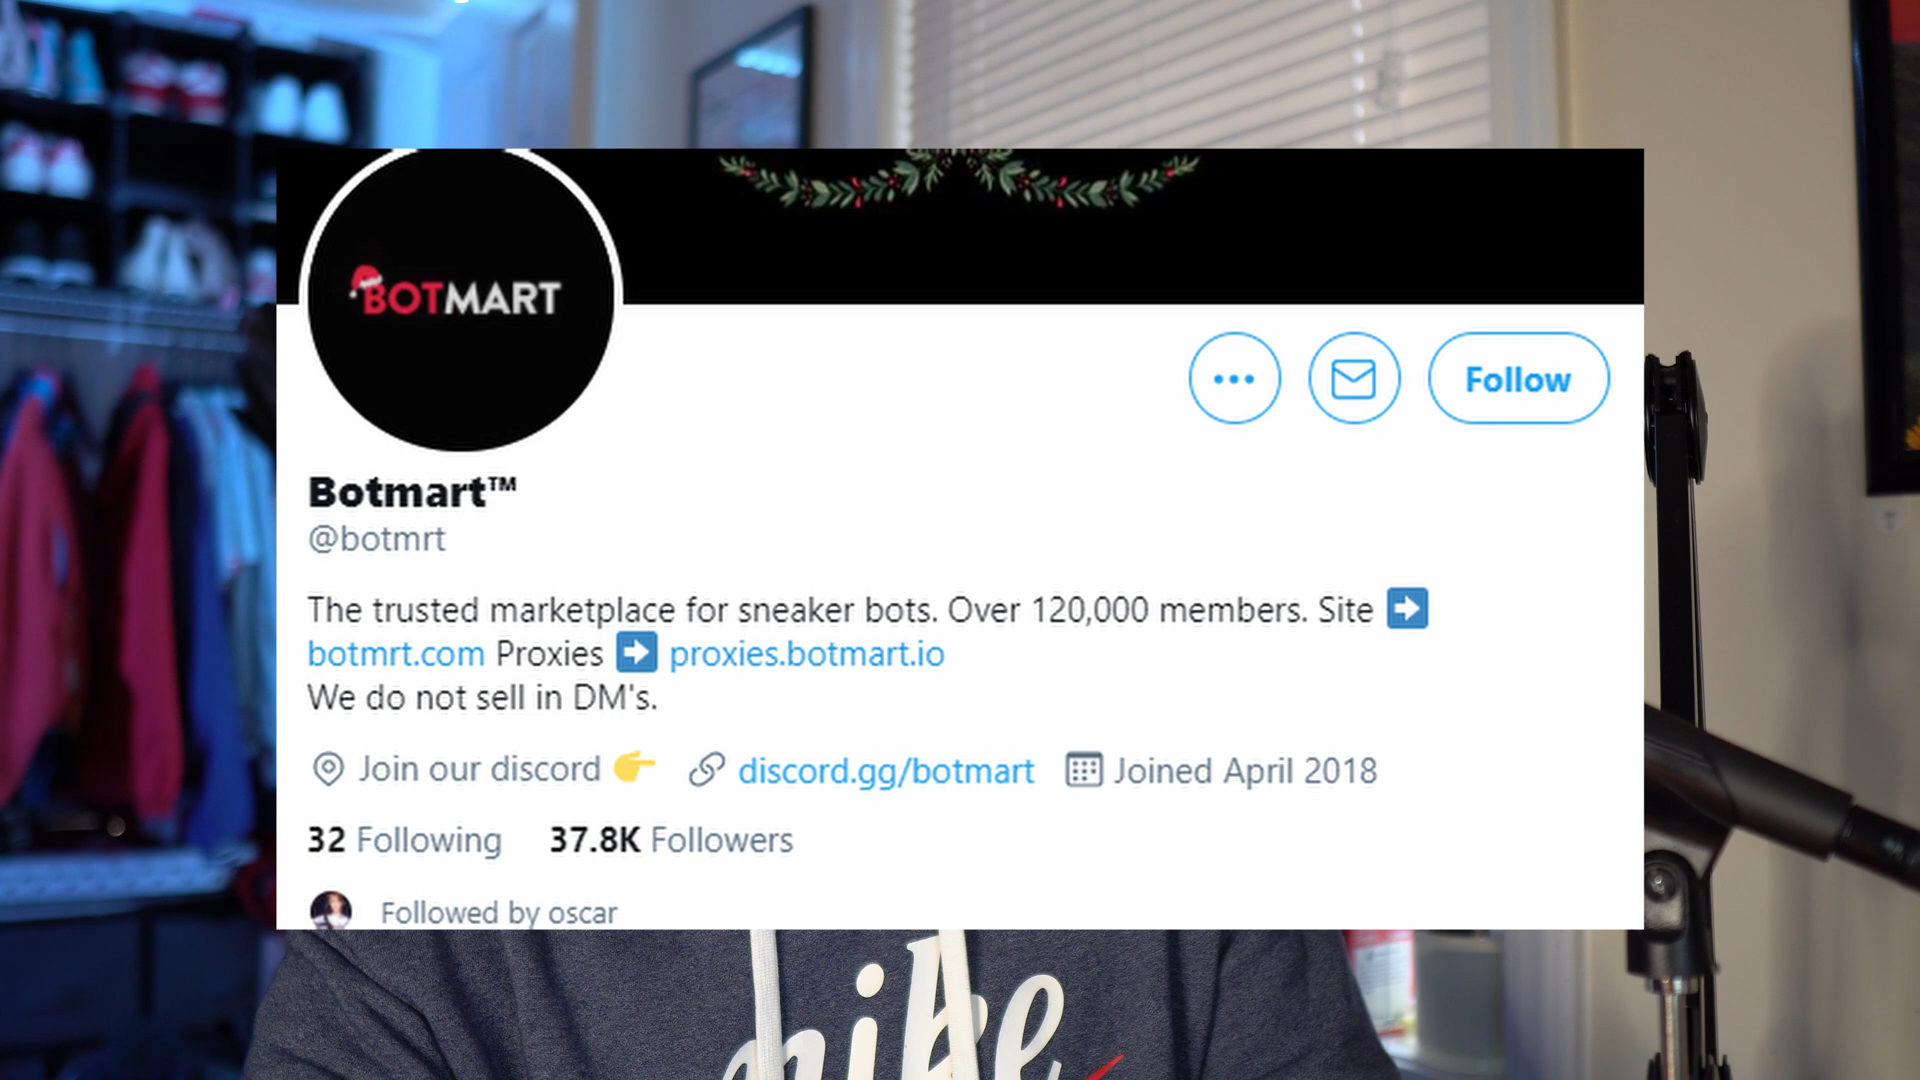 BOTMART
Follow
Botmart™
@botmrt
The trusted marketplace for sneaker bots. Over 120,000 members. Site ➡
botmrt.com Proxies ➡ proxies.botmart.io
We do not sell in DM's.
Join our discord 👉 discord.gg/botmart Joined April 2018
32 Following 37.8K Followers
Followed by oscar
nike